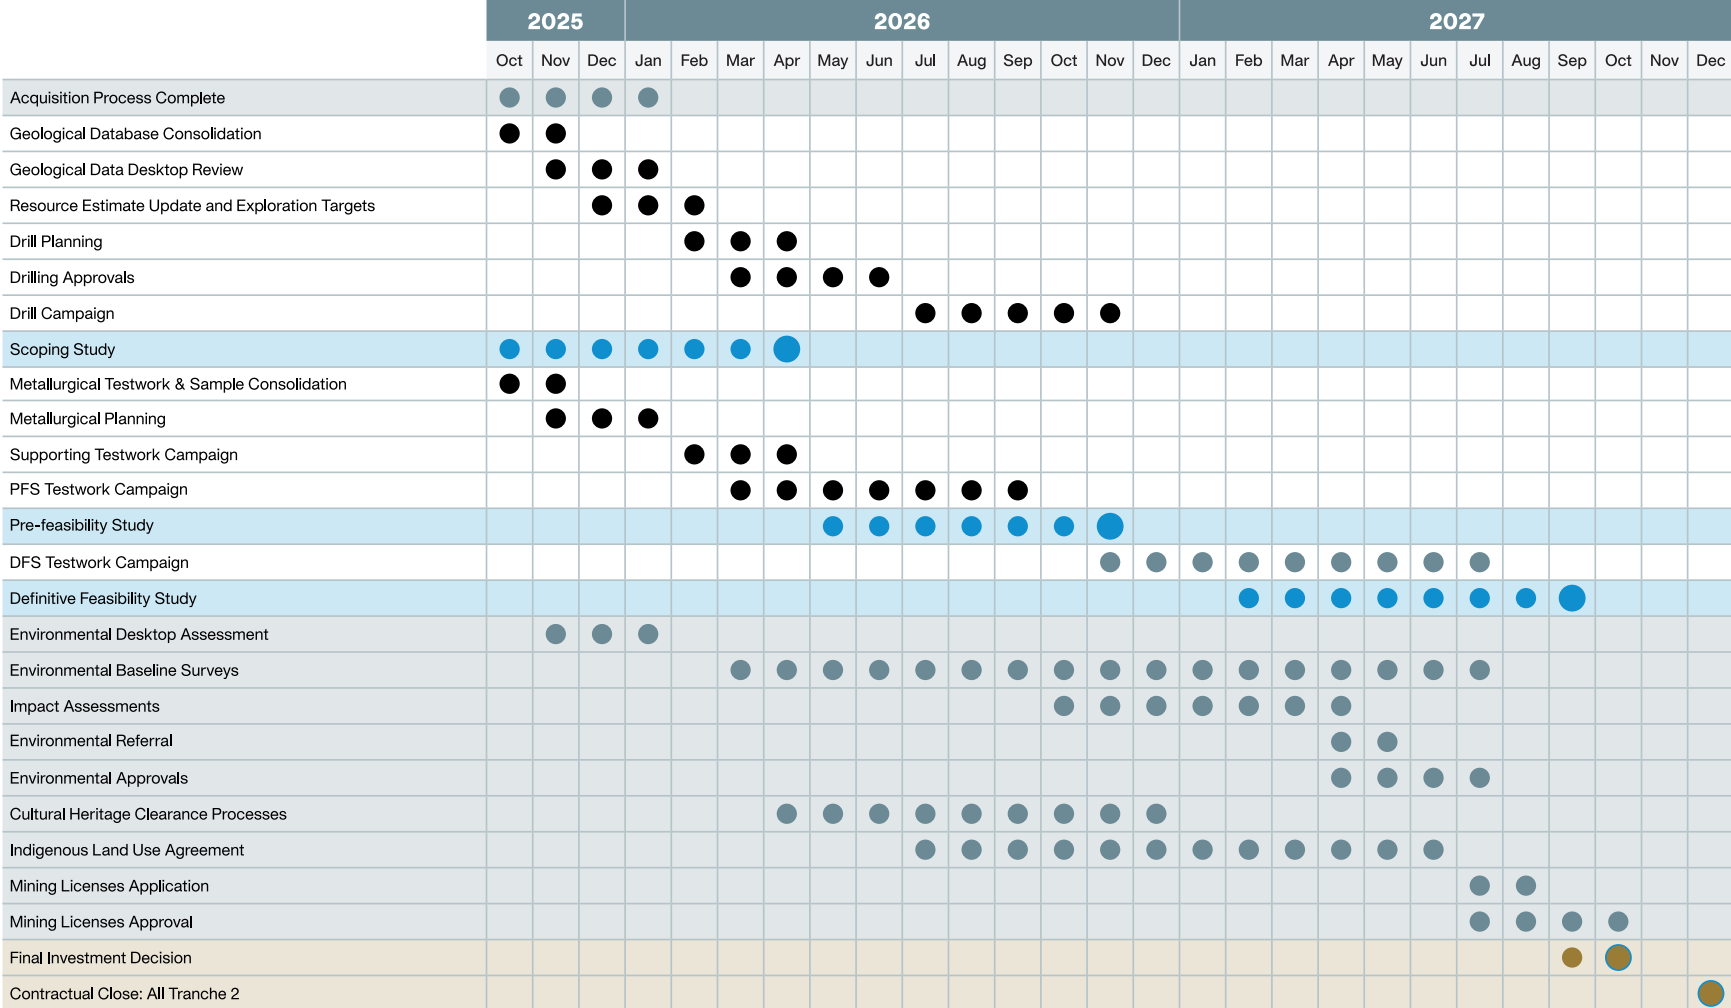 2025 2026 2027
Oct Nov Dec Jan Feb Mar Apr May Jun Jul Aug Sep Oct Nov Dec Jan Feb Mar Apr May Jun Jul Aug Sep Oct Nov Dec
Acquisition Process Complete
Geological Database Consolidation
Geological Data Desktop Review
Resource Estimate Update and Exploration Targets
Drill Planning
Drilling Approvals
Drill Campaign
Scoping Study
Metallurgical Testwork & Sample Consolidation
Metallurgical Planning
Supporting Testwork Campaign
PFS Testwork Campaign
Pre-feasibility Study
DFS Testwork Campaign
Definitive Feasibility Study
Environmental Desktop Assessment
Environmental Baseline Surveys
Impact Assessments
Environmental Referral
Environmental Approvals
Cultural Heritage Clearance Processes
Indigenous Land Use Agreement
Mining Licenses Application
Mining Licenses Approval
Final Investment Decision
Contractual Close: All Tranche 2